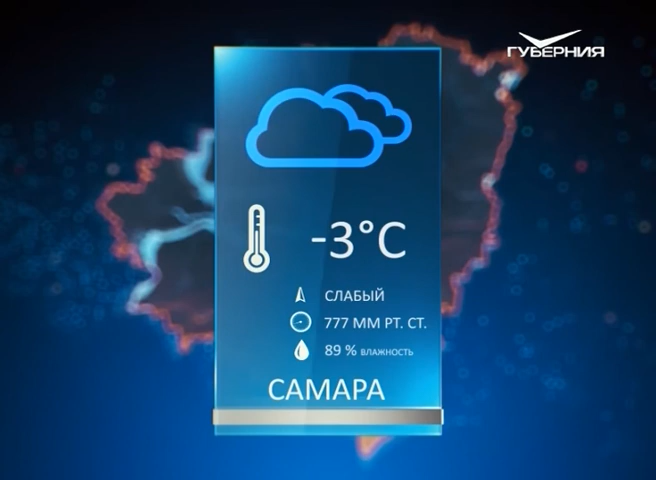 ГУБЕРНИЯ
-3°C
СЛАБЫЙ
777 ММ РТ. СТ.
89 % ВЛАЖНОСТЬ
САМАРА